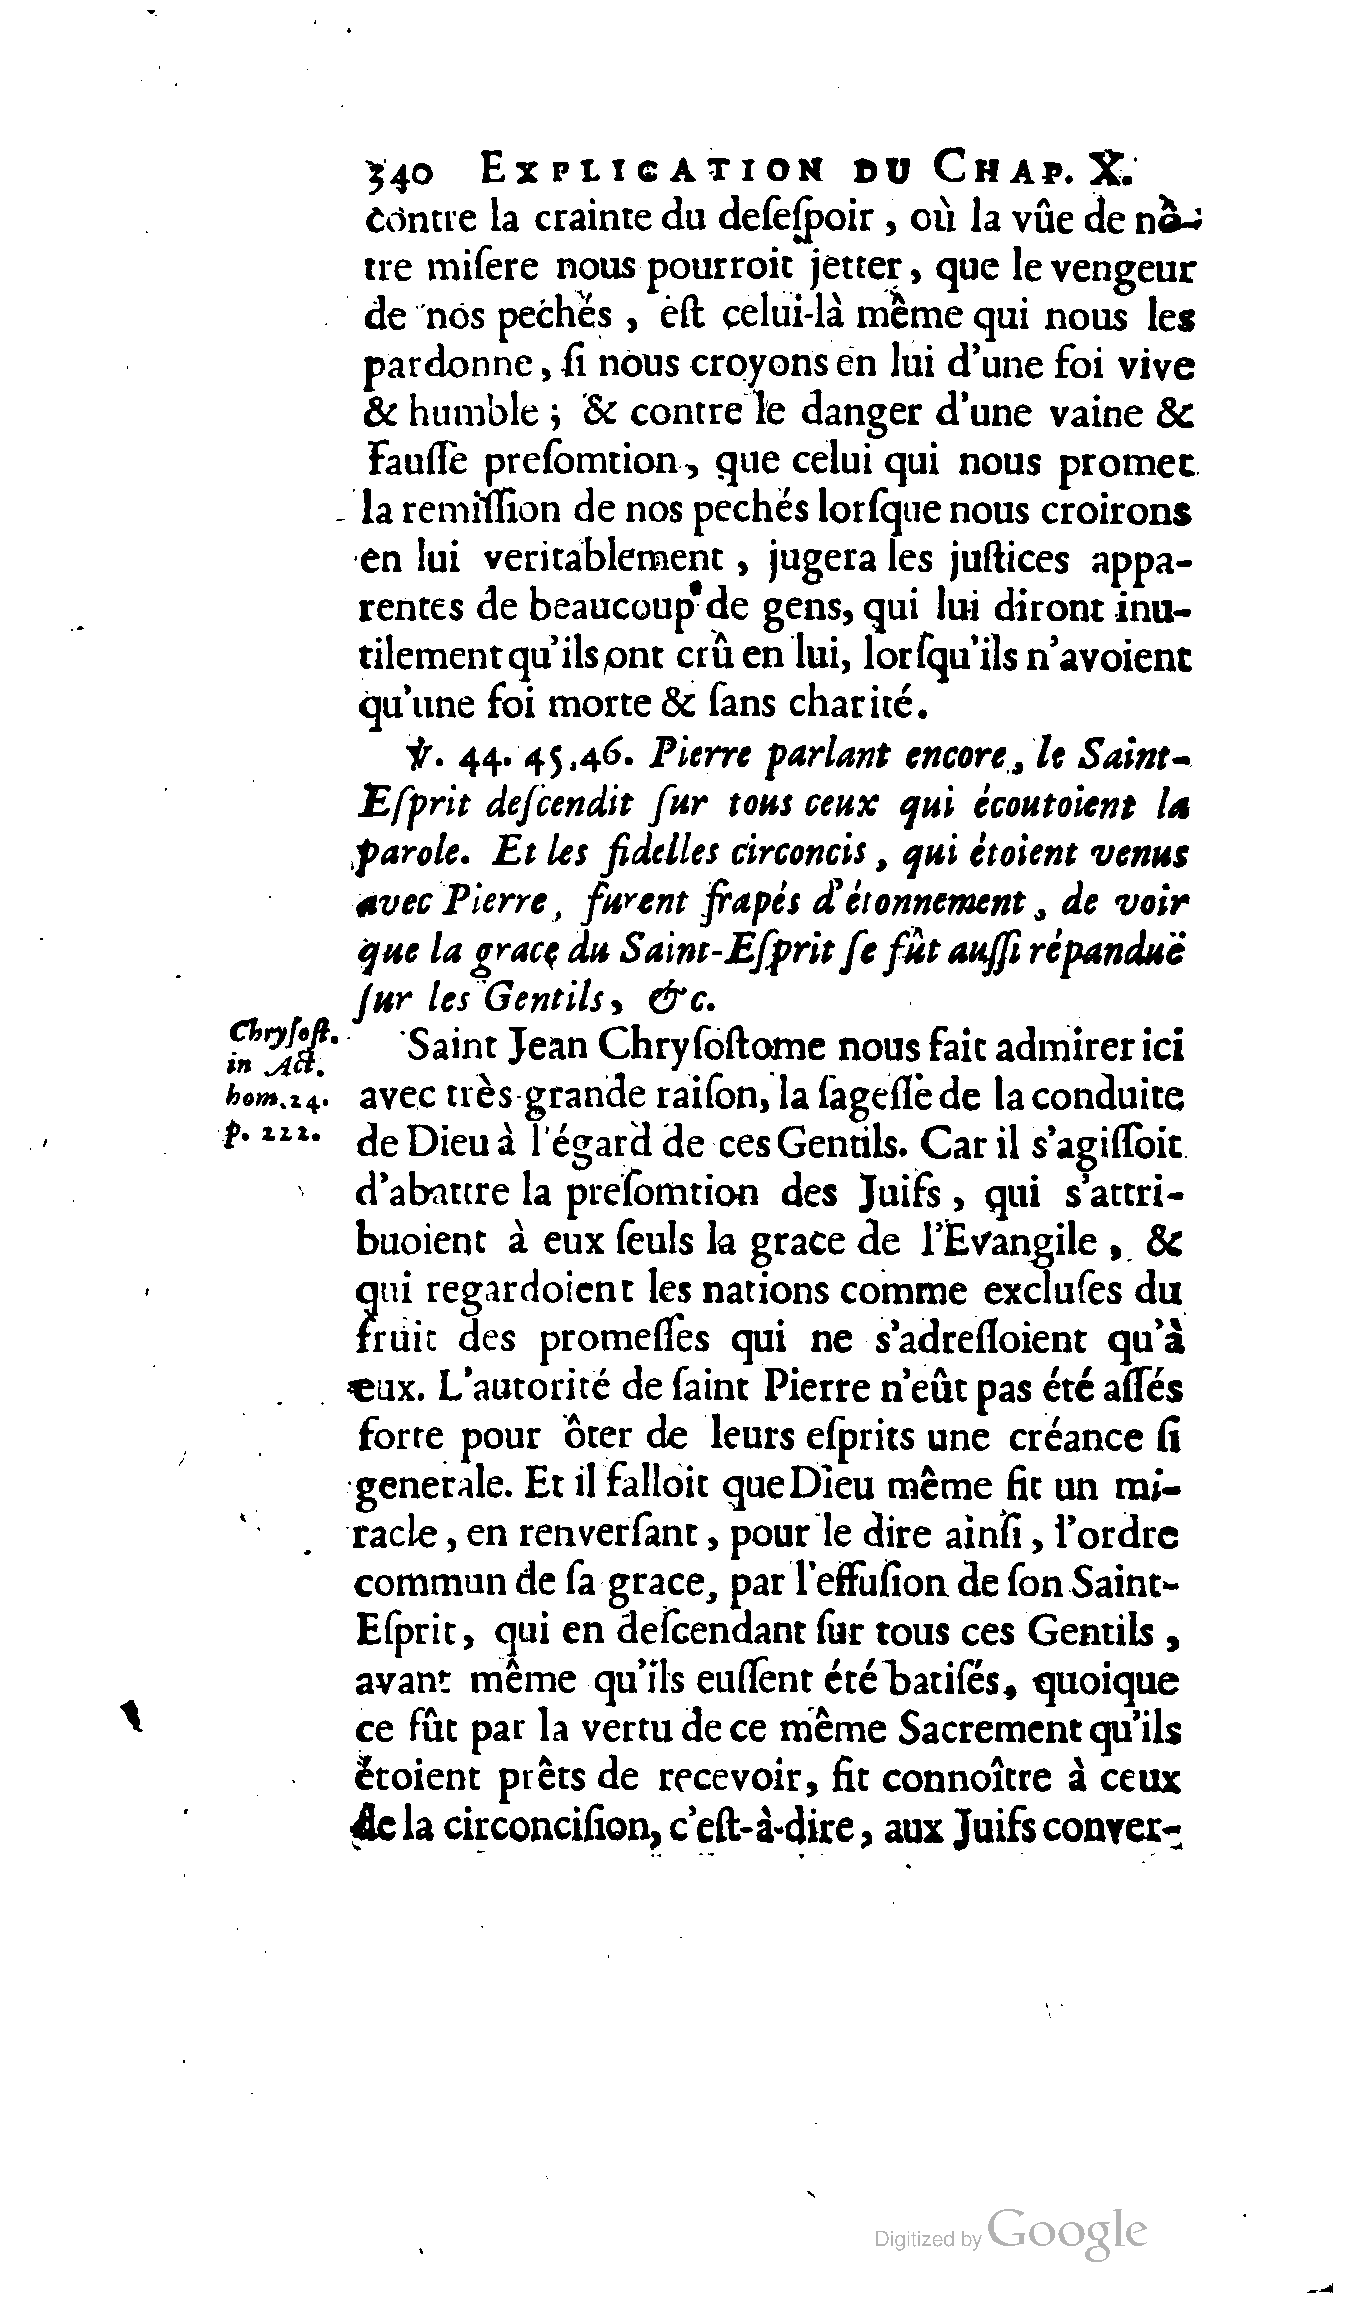 340 EXPLICATION DU CHAP. X.
contre la crainte du deſeſpoir, où la vûe de nô-
tre miſere nous pourroit jetter, que le vengeur
de nos pechés, eſt celui-là même qui nous les
pardonne, ſi nous croyons en lui d'une foi vive
& humble; & contre le danger d'une vaine &
fauſſe preſomtion, que celui qui nous promet
la remiſſion de nos pechés lorſque nous croirons
en lui veritablement, jugera les juſtices appa-
rentes de beaucoup de gens, qui lui diront inu-
tilement qu'ils ont crû en lui, lorſqu'ils n'avoient
qu'une foi morte & ſans charité.
℣. 44. 45. 46. Pierre parlant encore, le Saint-
Eſprit deſcendit ſur tous ceux qui écoutoient la
parole. Et les fidelles circoncis, qui étoient venus
avec Pierre, furent frapés d'étonnement, de voir
que la grace du Saint-Eſprit ſe fût auſſi répanduë
ſur les Gentils, &c.
Chryſoſt.
in Act.
hom. 24.
p. 222.
Saint Jean Chryſoſtome nous fait admirer ici
avec très-grande raiſon, la ſageſſe de la conduite
de Dieu à l'égard de ces Gentils. Car il s'agiſſoit
d'abattre la preſomtion des Juifs, qui s'attri-
buoient à eux ſeuls la grace de l'Evangile, &
qui regardoient les nations comme excluſes du
fruit des promeſſes qui ne s'adreſſoient qu'à
eux. L'autorité de ſaint Pierre n'eût pas été aſſés
forte pour ôter de leurs eſprits une créance ſi
generale. Et il falloit que Dieu même fit un mi-
racle, en renverſant, pour le dire ainſi, l'ordre
commun de ſa grace, par l'effuſion de ſon Saint-
Eſprit, qui en deſcendant ſur tous ces Gentils,
avant même qu'ils euſſent été batiſés, quoique
ce fût par la vertu de ce même Sacrement qu'ils
étoient prêts de recevoir, fit connoître à ceux
de la circonciſion, c'eſt-à-dire, aux Juifs conver-
Digitized by Google